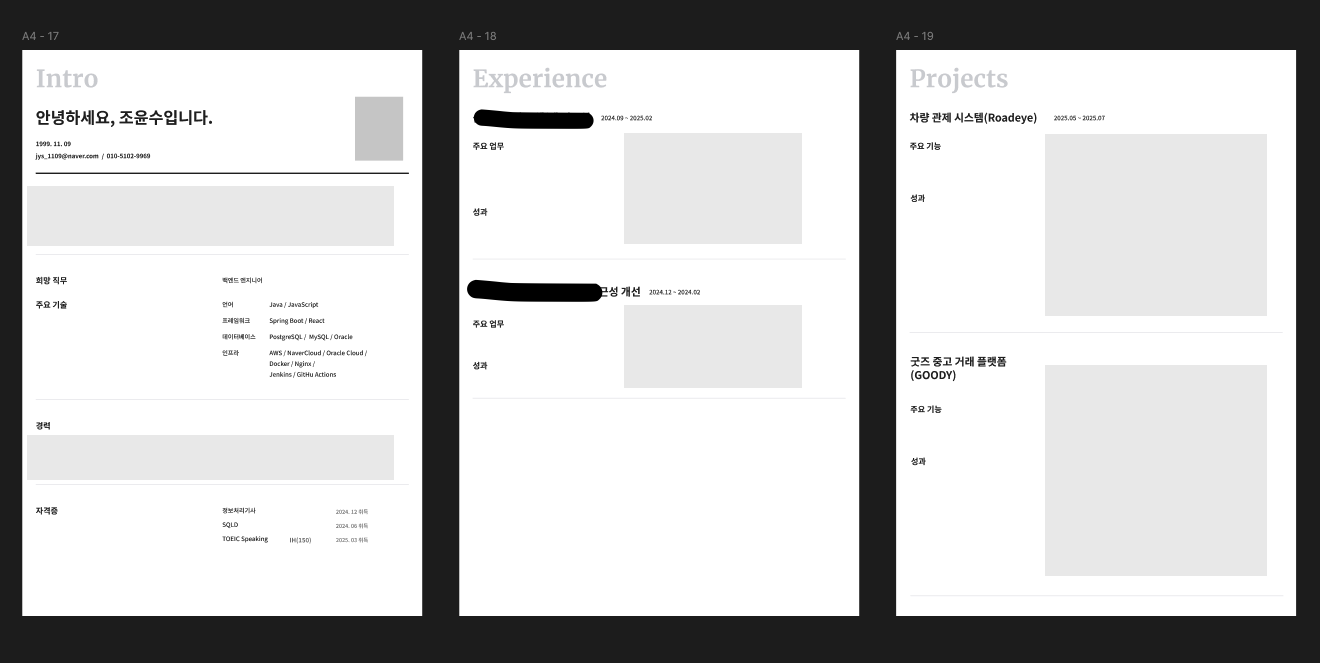 A4 - 17
Intro
안녕하세요, 조윤수입니다.
1999. 11. 09
jys_1109@naver.com / 010-5102-9969
희망 직무
백엔드 엔지니어
주요 기술
언어 Java / JavaScript
프레임워크 Spring Boot / React
데이터베이스 PostgreSQL / MySQL / Oracle
인프라 AWS / NaverCloud / Oracle Cloud /
Docker / Nginx /
Jenkins / GitHu Actions
경력
자격증
정보처리기사 2024. 12 취득
SQLD 2024. 06 취득
TOEIC Speaking IH(150) 2025. 03 취득
A4 - 18
Experience
2024.09 ~ 2025.02
주요 업무
성과
근성 개선 2024.12 ~ 2024.02
주요 업무
성과
A4 - 19
Projects
차량 관제 시스템(Roadeye) 2025.05 ~ 2025.07
주요 기능
성과
굿즈 중고 거래 플랫폼
(GOODY)
주요 기능
성과